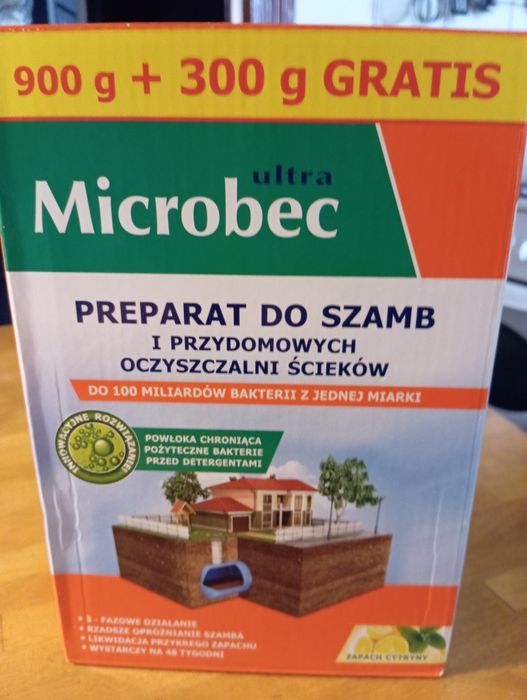 900 g + 300 g GRATIS
ultra
Microbec
PREPARAT DO SZAMB
I PRZYDOMOWYCH
OCZYSZCZALNI ŚCIEKÓW
DO 100 MILIARDÓW BAKTERII Z JEDNEJ MIARKI
INNOWACYJNE ROZWIĄZANIE!
POWŁOKA CHRONIĄCA
POŻYTECZNE BAKTERIE
PRZED DETERGENTAMI
• 3 - FAZOWE DZIAŁANIE
• RZADSZE OPRÓŻNIANIE SZAMBA
• LIKWIDACJA PRZYKREGO ZAPACHU
• WYSTARCZY NA 48 TYGODNI
ZAPACH CYTRYNY